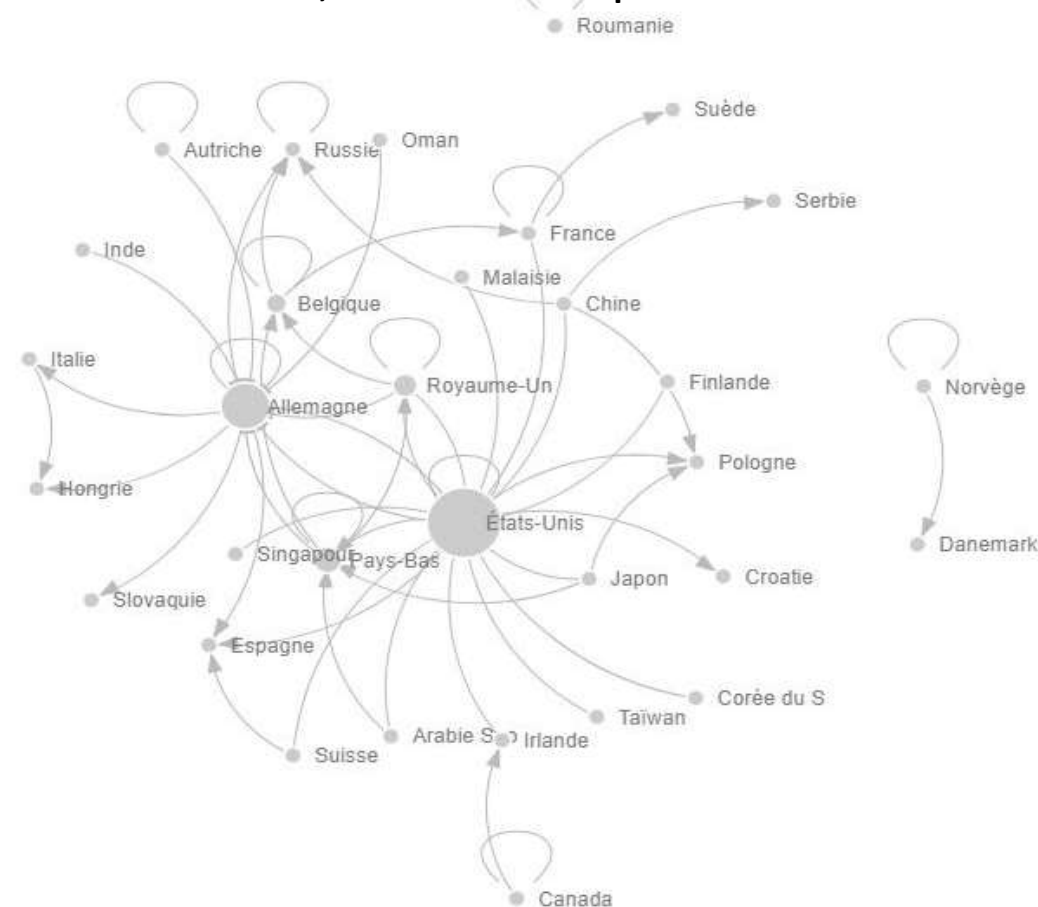 Roumanie
Suède
Autriche
Russie
Oman
Serbie
France
Inde
Malaisie
Belgique
Chine
Italie
Royaume-Un
Finlande
Norvège
Allemagne
Pologne
Hongrie
États-Unis
Danemark
Singapour
Pays-Bas
Japon
Croatie
Slovaquie
Espagne
Corée du S
Taïwan
Arabie S
Irlande
Suisse
Canada